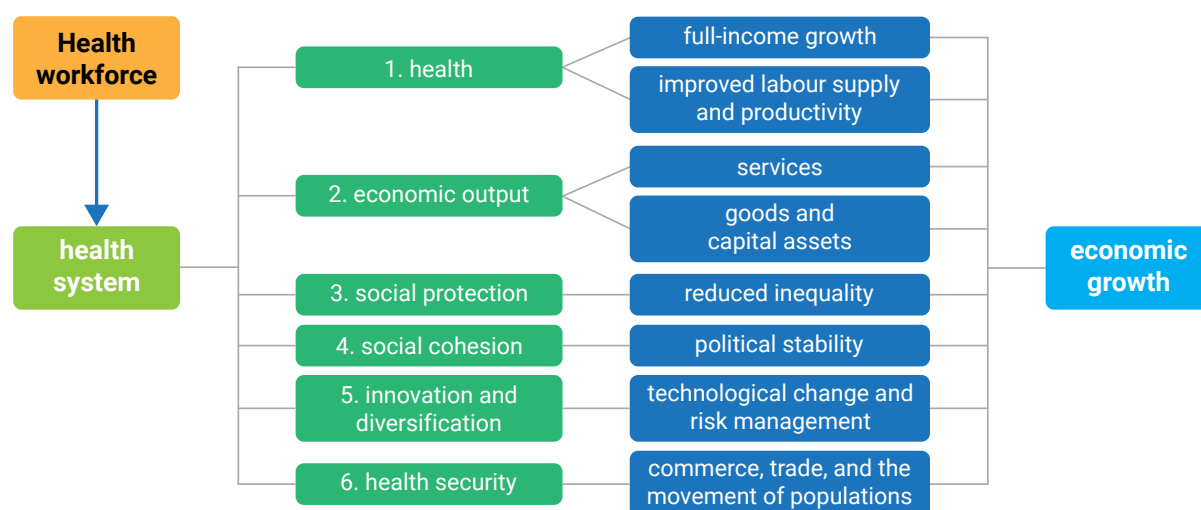 Health
workforce
health
system
1. health
2. economic output
3. social protection
4. social cohesion
5. innovation and
diversification
6. health security
full-income growth
improved labour supply
and productivity
services
goods and
capital assets
reduced inequality
political stability
technological change and
risk management
commerce, trade, and the
movement of populations
economic
growth